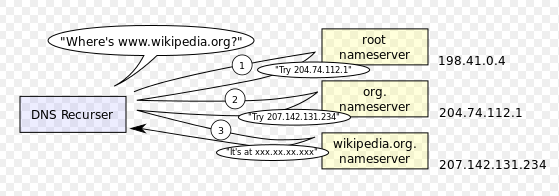 "Where's www.wikipedia.org?"
root
nameserver
198.41.0.4
1
"Try 204.74.112.1"
DNS Recurser
2
org.
nameserver
204.74.112.1
"Try 207.142.131.234"
3
wikipedia.org.
nameserver
207.142.131.234
"It's at xxx.xx.xx.xxx"